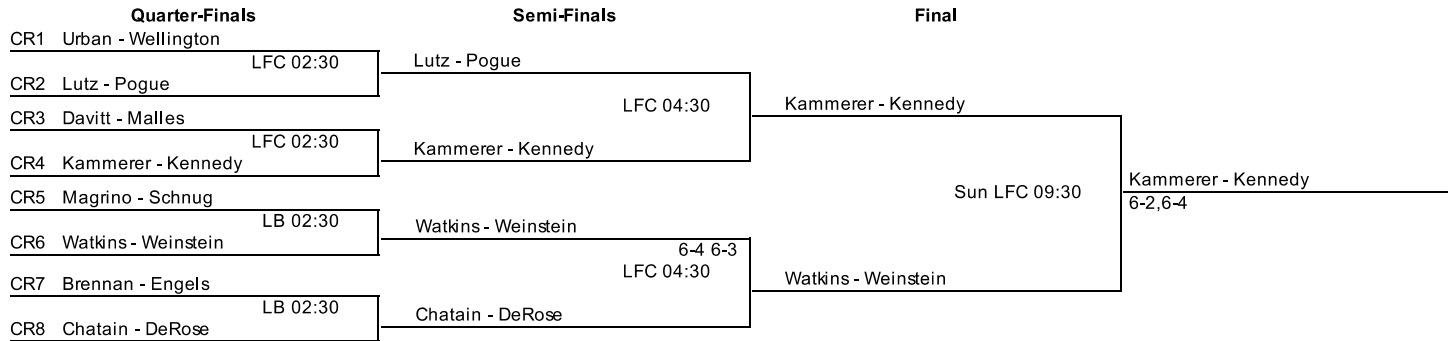 Quarter-Finals Semi-Finals Final
CR1 Urban - Wellington
LFC 02:30
CR2 Lutz - Pogue
CR3 Davitt - Malles
LFC 02:30
CR4 Kammerer - Kennedy
CR5 Magrino - Schnug
LB 02:30
CR6 Watkins - Weinstein
CR7 Brennan - Engels
LB 02:30
CR8 Chatain - DeRose
Lutz - Pogue
LFC 04:30
Kammerer - Kennedy
Watkins - Weinstein
6-4 6-3
LFC 04:30
Chatain - DeRose
Kammerer - Kennedy
Sun LFC 09:30
Watkins - Weinstein
Kammerer - Kennedy
6-2,6-4